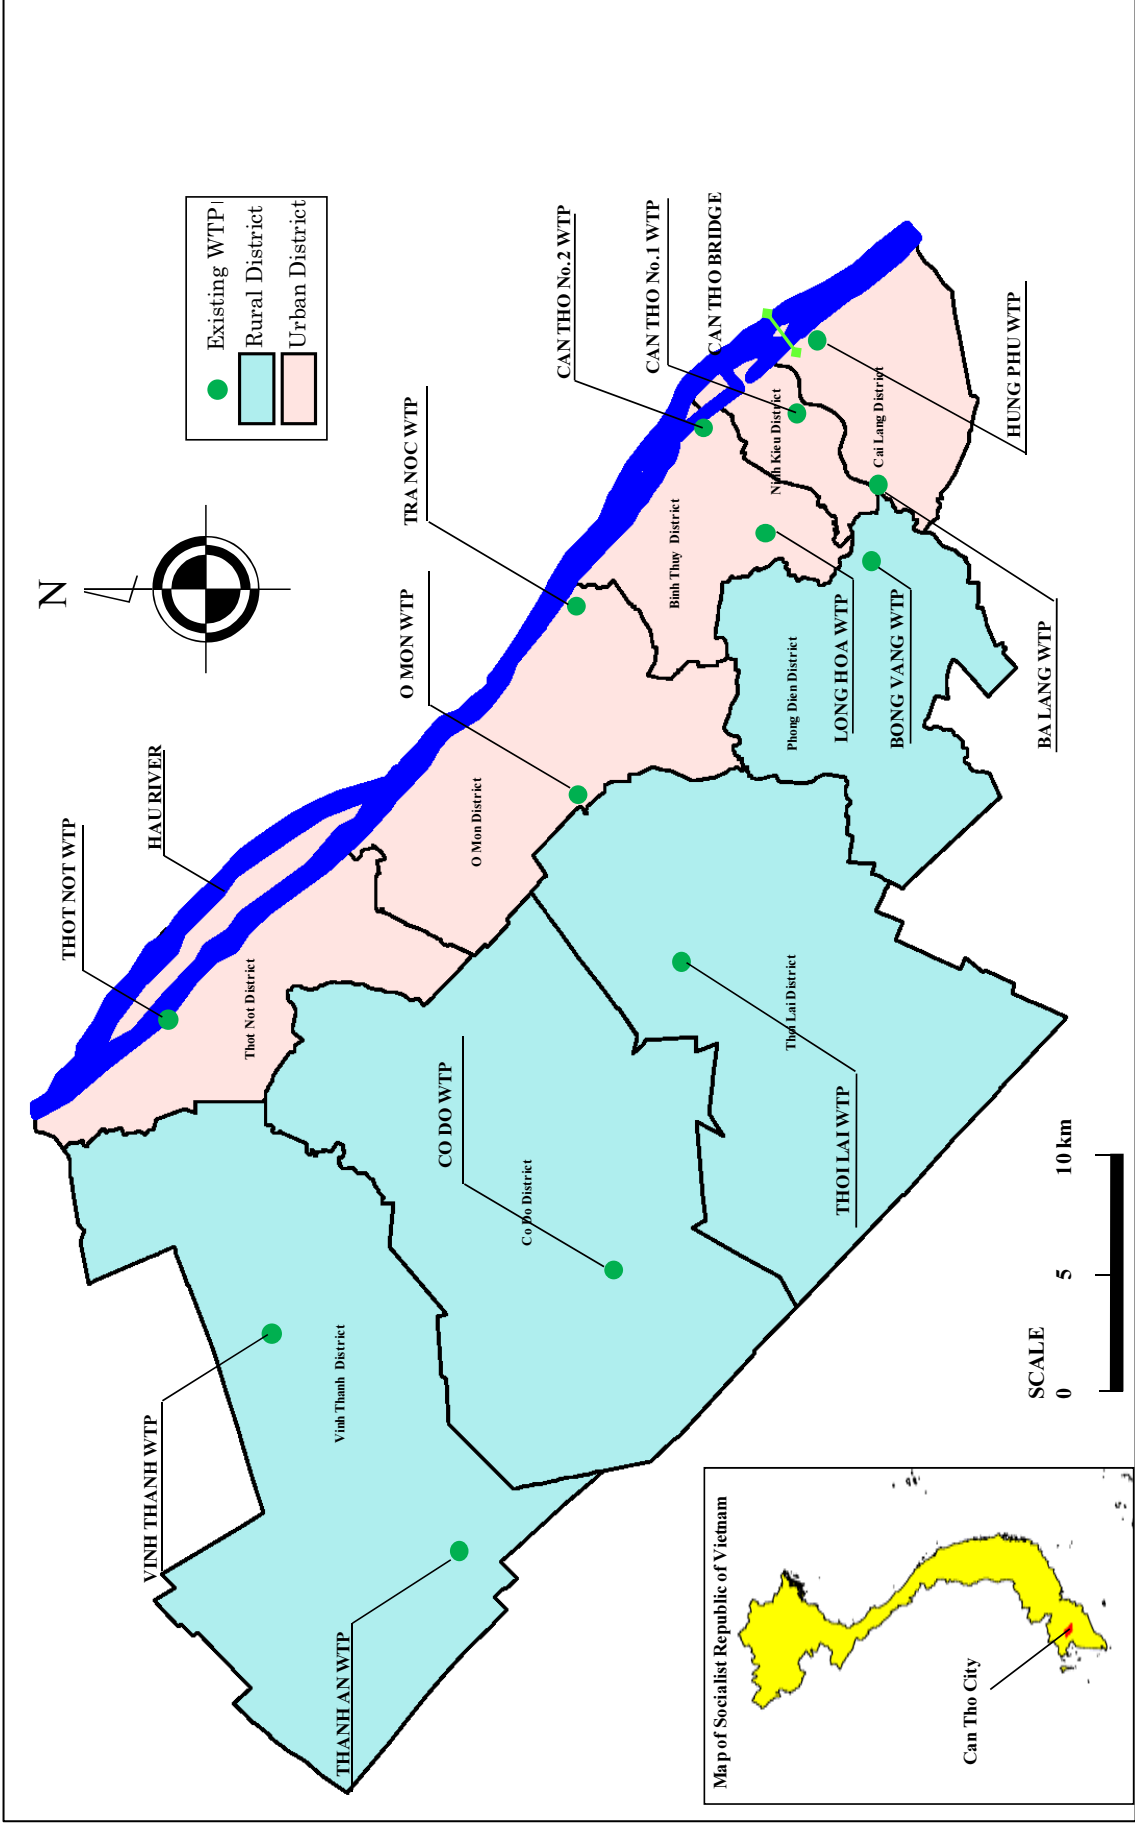 N
Existing WTP
Rural District
Urban District
THOT NOT WTP
HAU RIVER
O MON WTP
TRA NOC WTP
CAN THO No.2 WTP
CAN THO No.1 WTP
CAN THO BRIDGE
VINH THANH WTP
THANH AN WTP
CO DO WTP
THOI LAI WTP
LONG HOA WTP
BONG VANG WTP
BA LANG WTP
HUNG PHU WTP
Thot Not District
O Mon District
Binh Thuy District
Ninh Kieu District
Cai Lang District
Vinh Thanh District
Co Do District
Thoi Lai District
Phong Dien District
SCALE
0 5 10 km
Map of Socialist Republic of Vietnam
Can Tho City